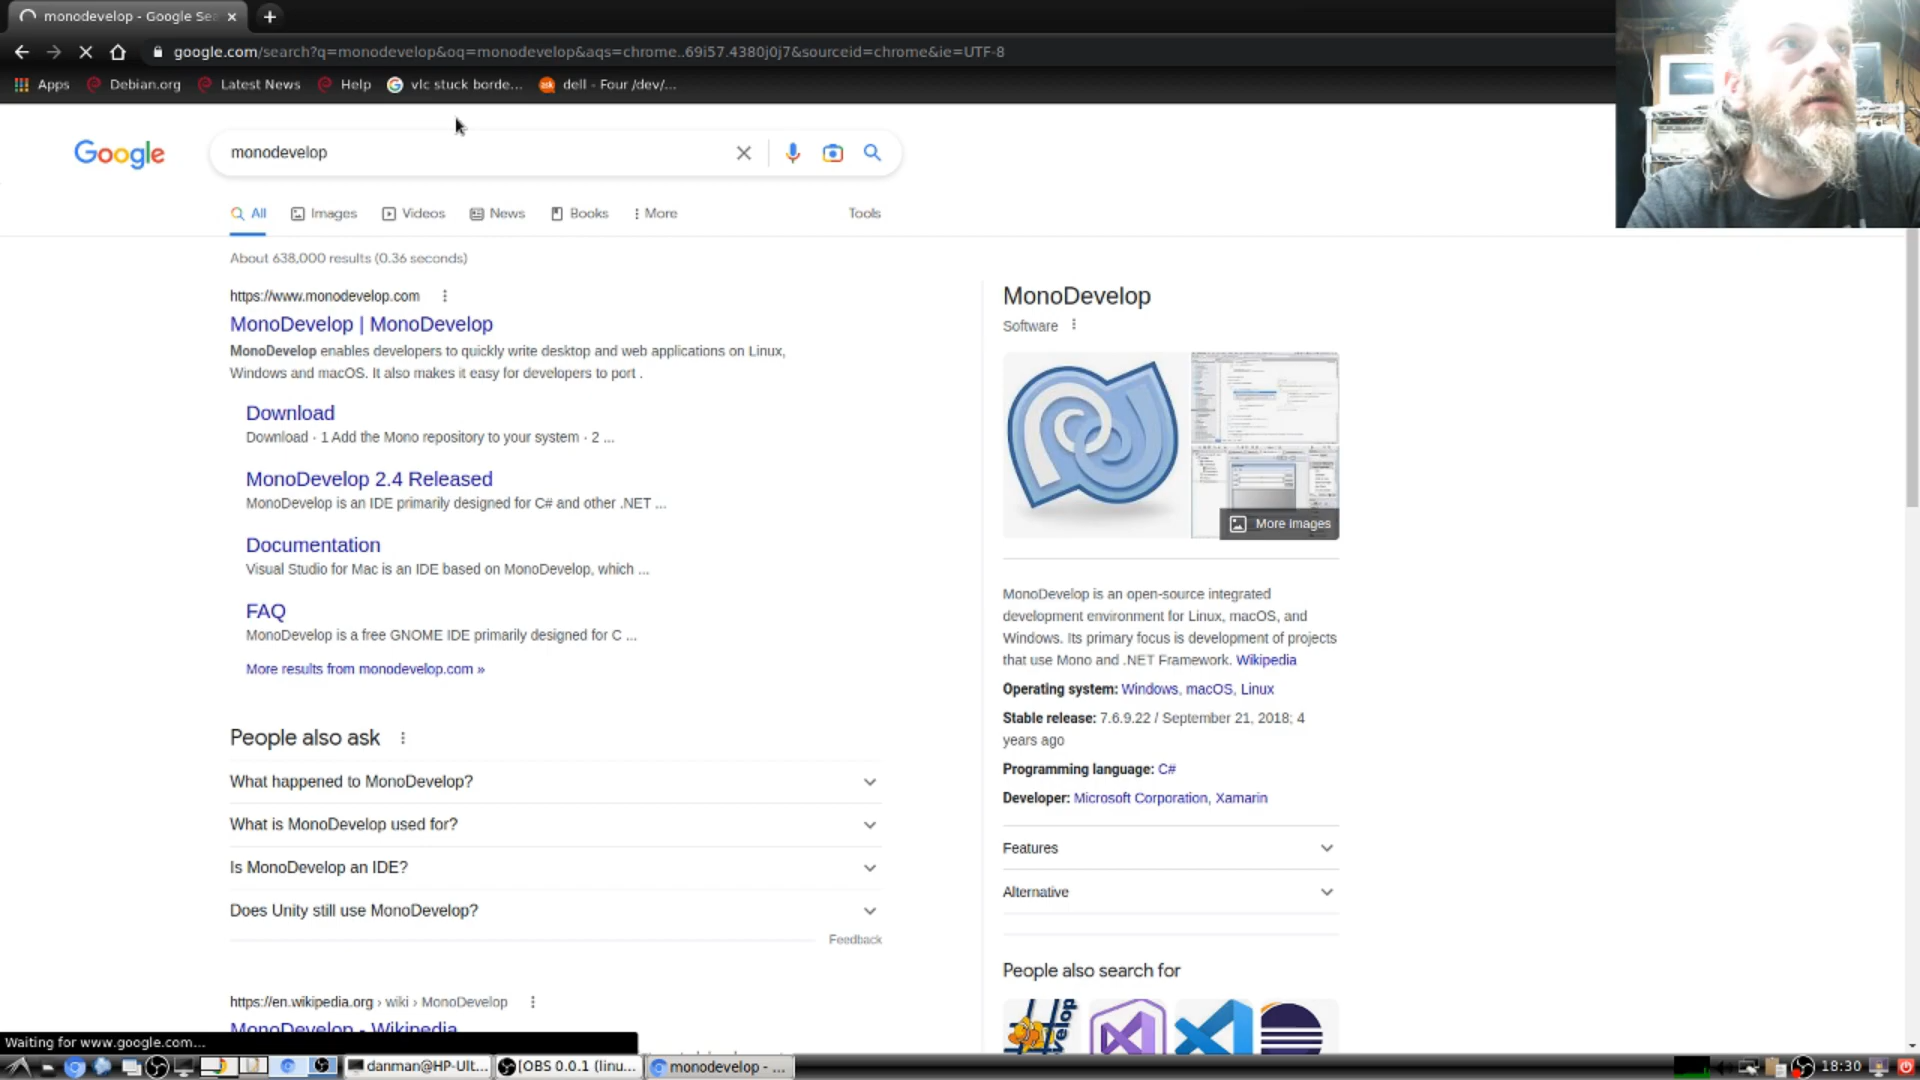 monodevelop - Google Sea
google.com/search?q=monodevelop&oq=monodevelop&aqs=chrome..69i57.4380j0j7&sourceid=chrome&ie=UTF-8
Apps Debian.org Latest News Help vlc stuck borde... dell - Four /dev/...
Google
monodevelop
All Images Videos News Books More Tools
About 638,000 results (0.36 seconds)
https://www.monodevelop.com
MonoDevelop | MonoDevelop
MonoDevelop enables developers to quickly write desktop and web applications on Linux,
Windows and macOS. It also makes it easy for developers to port .
Download
Download · 1 Add the Mono repository to your system · 2 ...
MonoDevelop 2.4 Released
MonoDevelop is an IDE primarily designed for C# and other .NET ...
Documentation
Visual Studio for Mac is an IDE based on MonoDevelop, which ...
FAQ
MonoDevelop is a free GNOME IDE primarily designed for C ...
More results from monodevelop.com »
People also ask
What happened to MonoDevelop?
What is MonoDevelop used for?
Is MonoDevelop an IDE?
Does Unity still use MonoDevelop?
Feedback
https://en.wikipedia.org › wiki › MonoDevelop
MonoDevelop - Wikipedia
MonoDevelop
Software
More images
MonoDevelop is an open-source integrated
development environment for Linux, macOS, and
Windows. Its primary focus is development of projects
that use Mono and .NET Framework. Wikipedia
Operating system: Windows, macOS, Linux
Stable release: 7.6.9.22 / September 21, 2018; 4
years ago
Programming language: C#
Developer: Microsoft Corporation, Xamarin
Features
Alternative
People also search for
Waiting for www.google.com...
danman@HP-Ult... [OBS 0.0.1 (linu... monodevelop - ... 18:30